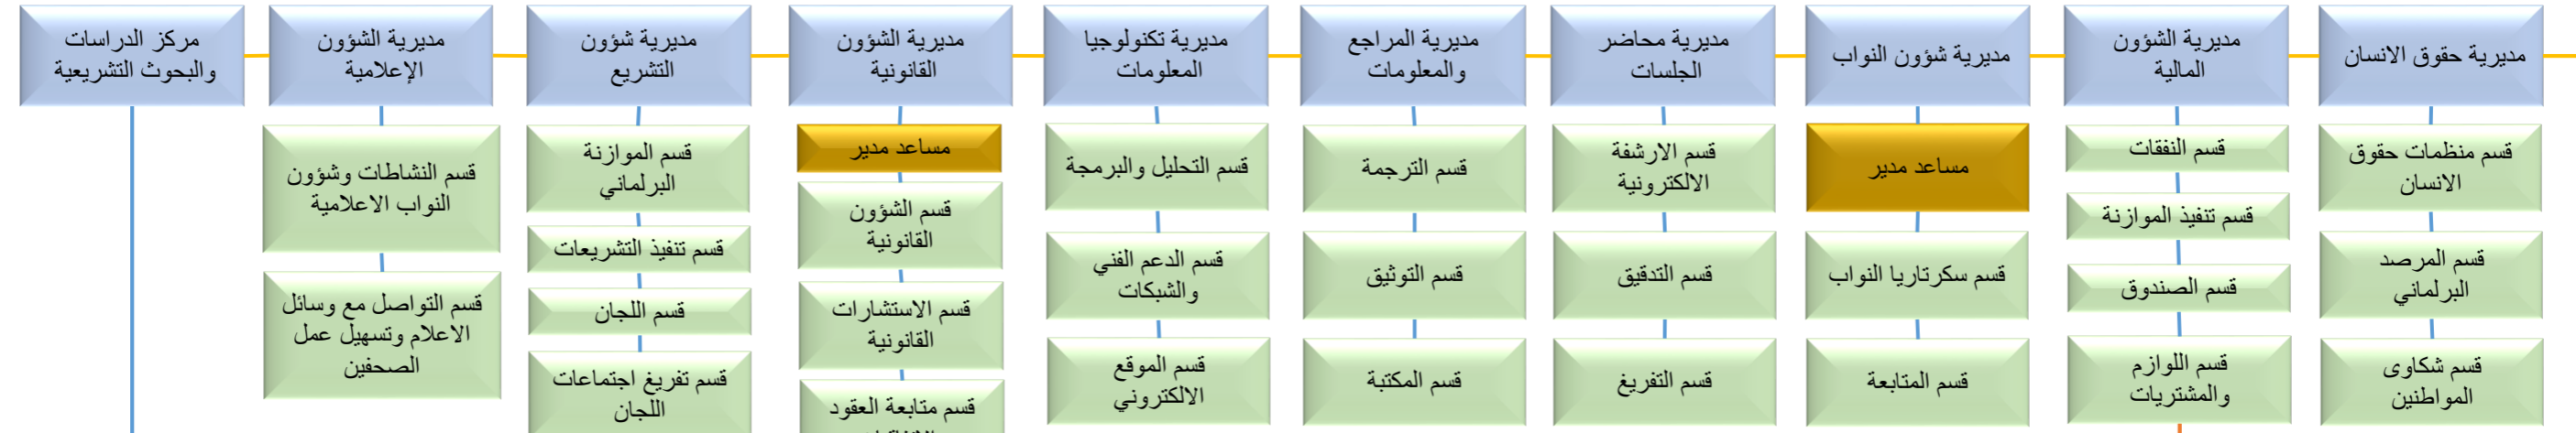 مديرية حقوق الانسان
قسم منظمات حقوق
الانسان
قسم المرصد
البرلماني
قسم شكاوى
المواطنين
مديرية الشؤون
المالية
قسم النفقات
قسم تنفيذ الموازنة
قسم الصندوق
قسم اللوازم
والمشتريات
مديرية شؤون النواب
مساعد مدير
قسم سكرتاريا النواب
قسم المتابعة
مديرية محاضر
الجلسات
قسم الارشفة
الالكترونية
قسم التدقيق
قسم التفريغ
مديرية المراجع
والمعلومات
قسم الترجمة
قسم التوثيق
قسم المكتبة
مديرية تكنولوجيا
المعلومات
قسم التحليل والبرمجة
قسم الدعم الفني
والشبكات
قسم الموقع
الالكتروني
مديرية الشؤون
القانونية
مساعد مدير
قسم الشؤون
القانونية
قسم الاستشارات
القانونية
قسم متابعة العقود
مديرية شؤون
التشريع
قسم الموازنة
البرلماني
قسم تنفيذ التشريعات
قسم اللجان
قسم تفريغ اجتماعات
اللجان
مديرية الشؤون
الإعلامية
قسم النشاطات وشؤون
النواب الاعلامية
قسم التواصل مع وسائل
الاعلام وتسهيل عمل
الصحفين
مركز الدراسات
والبحوث التشريعية